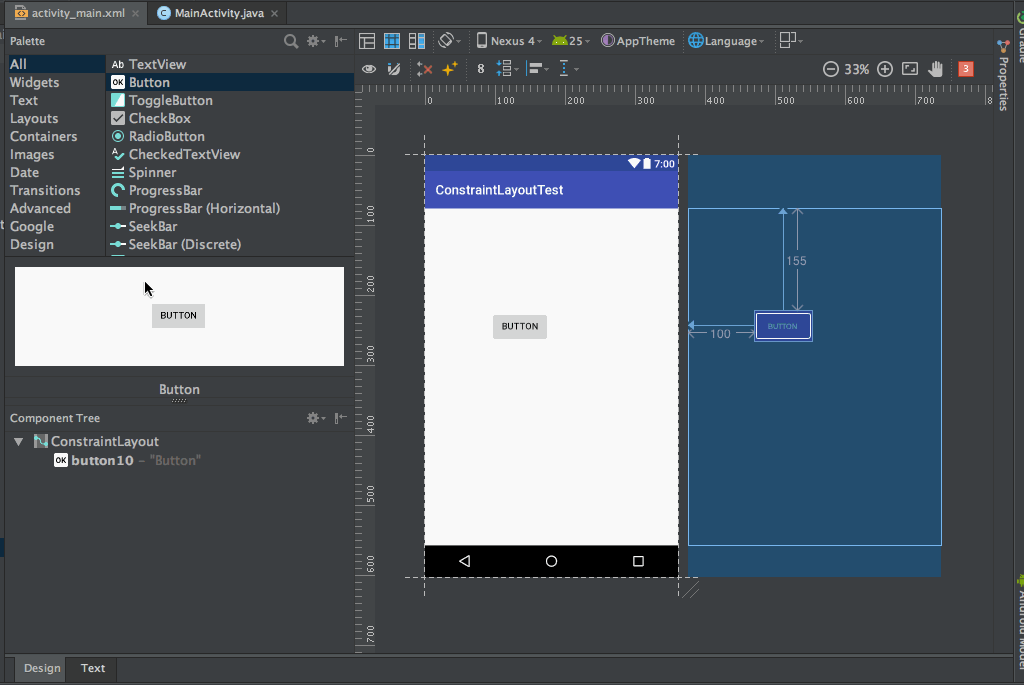 activity_main.xml
MainActivity.java
Palette
Nexus 4
25
AppTheme
Language
All
Widgets
Text
Layouts
Containers
Images
Date
Transitions
Advanced
Google
Design
Ab TextView
OK Button
ToggleButton
CheckBox
RadioButton
CheckedTextView
Spinner
ProgressBar
ProgressBar (Horizontal)
SeekBar
SeekBar (Discrete)
8
33%
3
0 100 200 300 400 500 600 700
0
100
200
300
400
500
600
700
7:00
ConstraintLayoutTest
BUTTON
155
100
BUTTON
BUTTON
Button
Component Tree
ConstraintLayout
OK button10 – "Button"
Design
Text
Gradle
Properties
Android Model